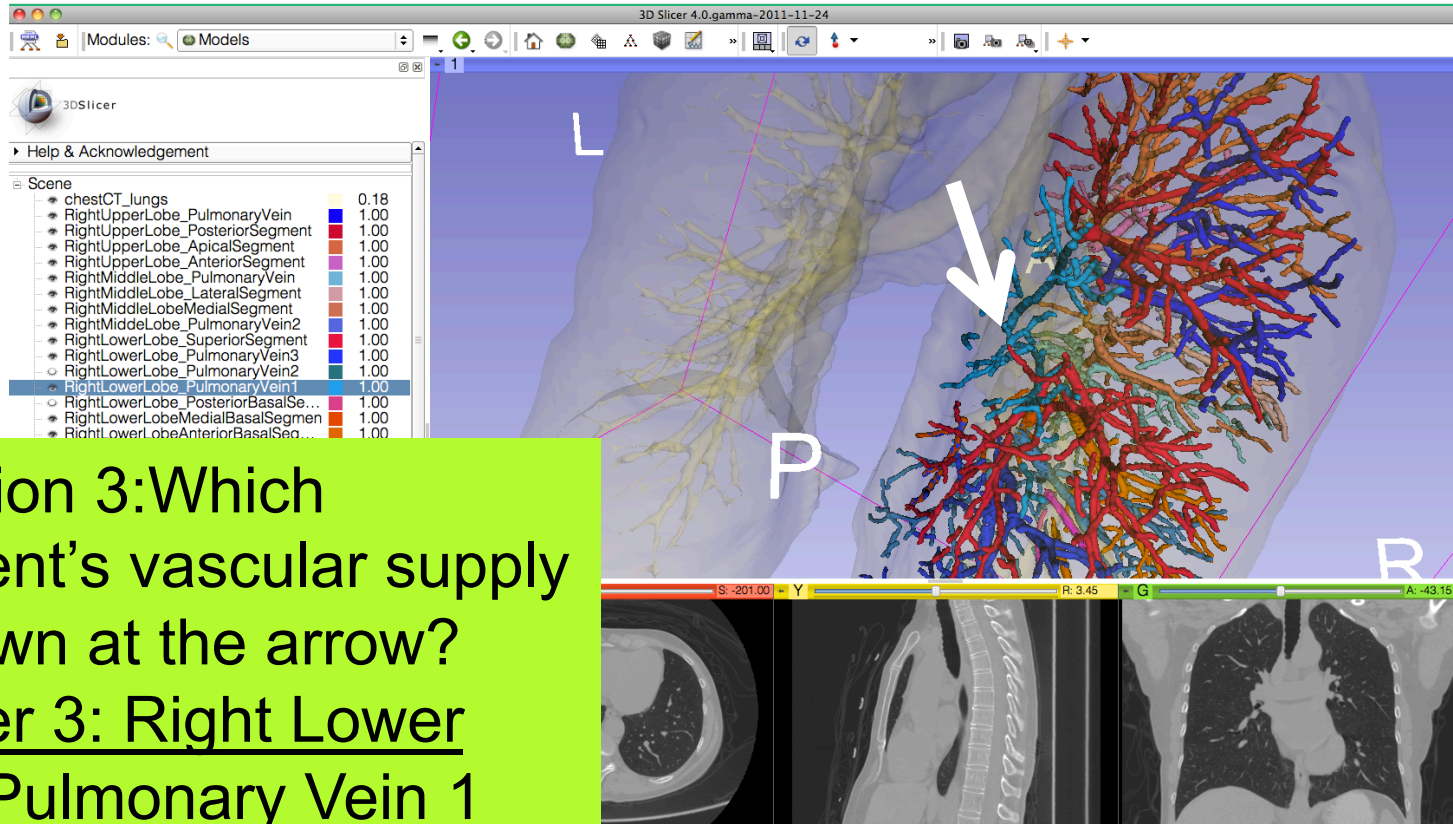 3D Slicer 4.0.gamma-2011-11-24
Modules: Models
»
»
1
3DSlicer
Help & Acknowledgement
Scene
chestCT_lungs 0.18
RightUpperLobe_PulmonaryVein 1.00
RightUpperLobe_PosteriorSegment 1.00
RightUpperLobe_ApicalSegment 1.00
RightUpperLobe_AnteriorSegment 1.00
RightMiddleLobe_PulmonaryVein 1.00
RightMiddleLobe_LateralSegment 1.00
RightMiddleLobeMedialSegment 1.00
RightMiddeLobe_PulmonaryVein2 1.00
RightLowerLobe_SuperiorSegment 1.00
RightLowerLobe_PulmonaryVein3 1.00
RightLowerLobe_PulmonaryVein2 1.00
RightLowerLobe_PulmonaryVein1 1.00
RightLowerLobe_PosteriorBasalSe... 1.00
RightLowerLobeMedialBasalSegmen 1.00
RightLowerLobeAnteriorBasalSeg... 1.00
L
A
P
R
ion 3:Which
ent's vascular supply
wn at the arrow?
er 3: Right Lower
Pulmonary Vein 1
S: -201.00
Y R: 3.45
G A: -43.15